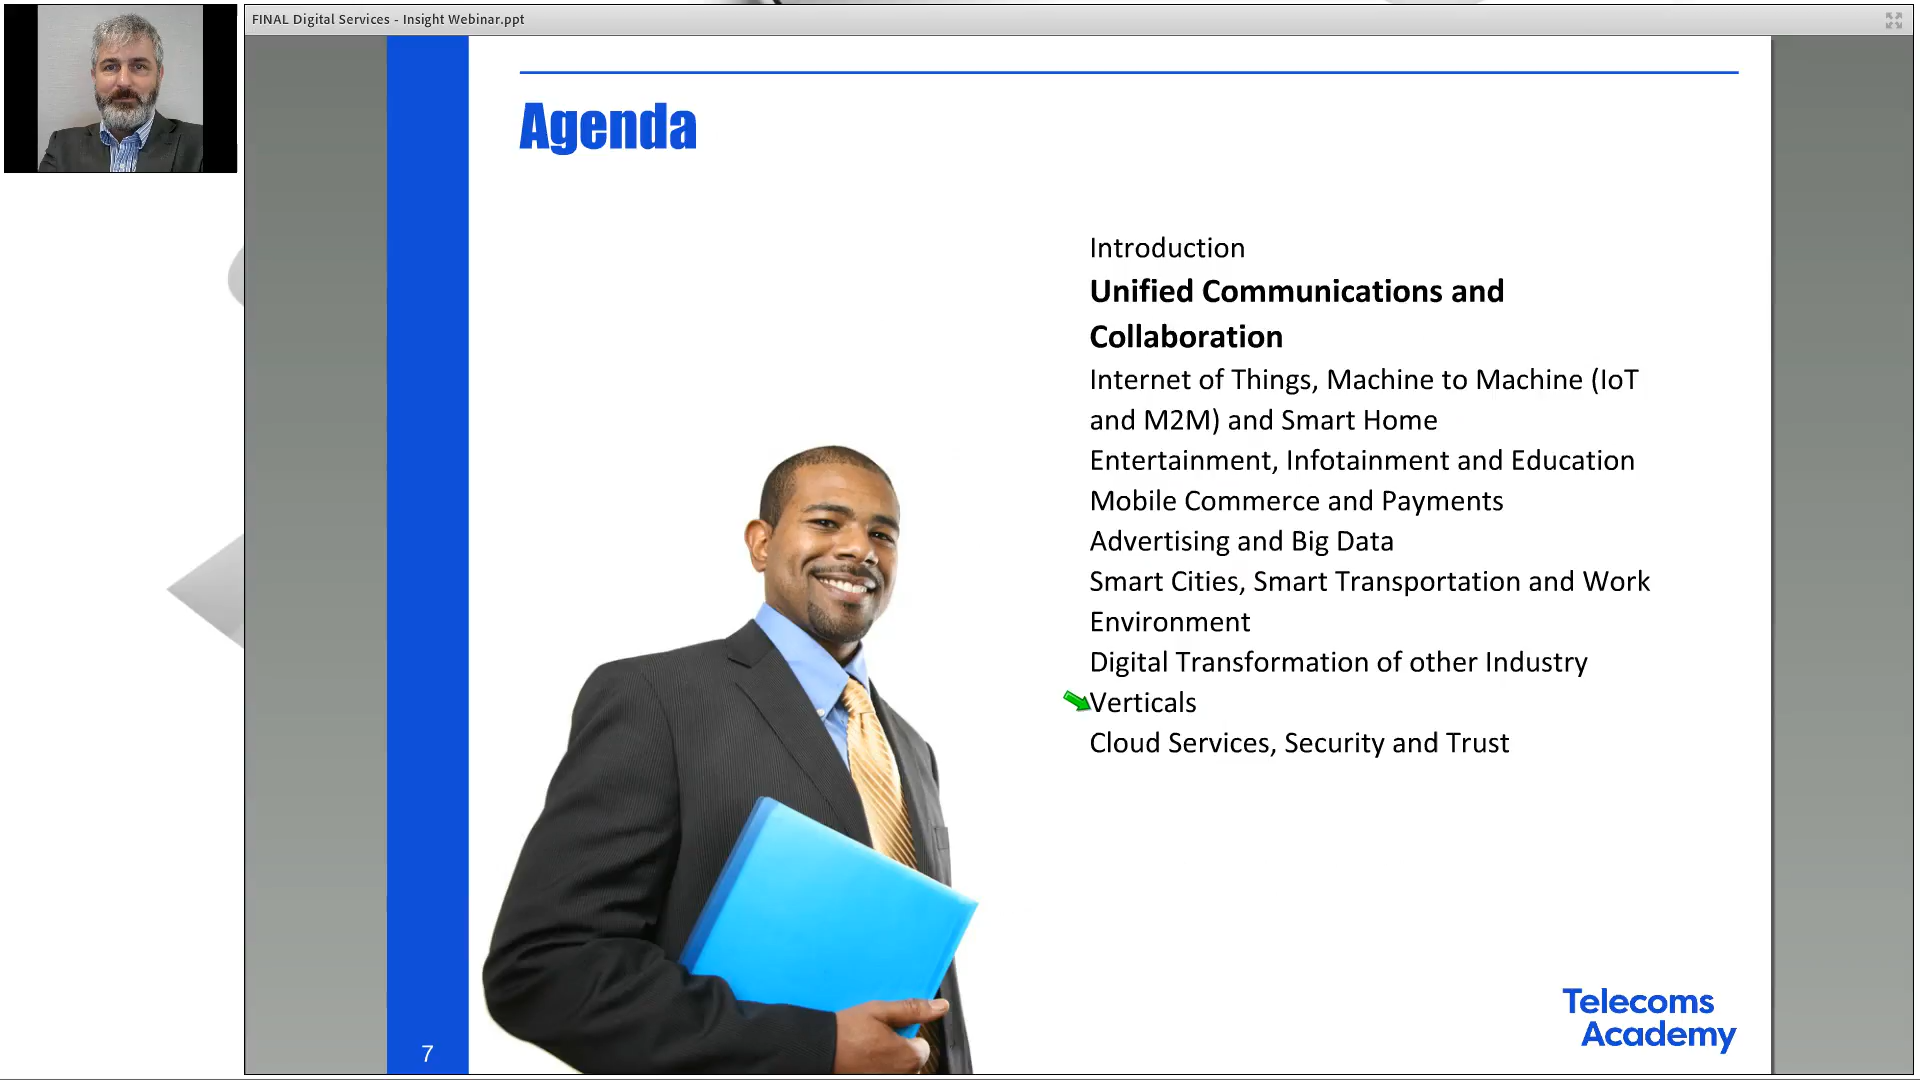 FINAL Digital Services - Insight Webinar.ppt
Agenda
Introduction
Unified Communications and
Collaboration
Internet of Things, Machine to Machine (IoT
and M2M) and Smart Home
Entertainment, Infotainment and Education
Mobile Commerce and Payments
Advertising and Big Data
Smart Cities, Smart Transportation and Work
Environment
Digital Transformation of other Industry
Verticals
Cloud Services, Security and Trust
Telecoms
Academy
7